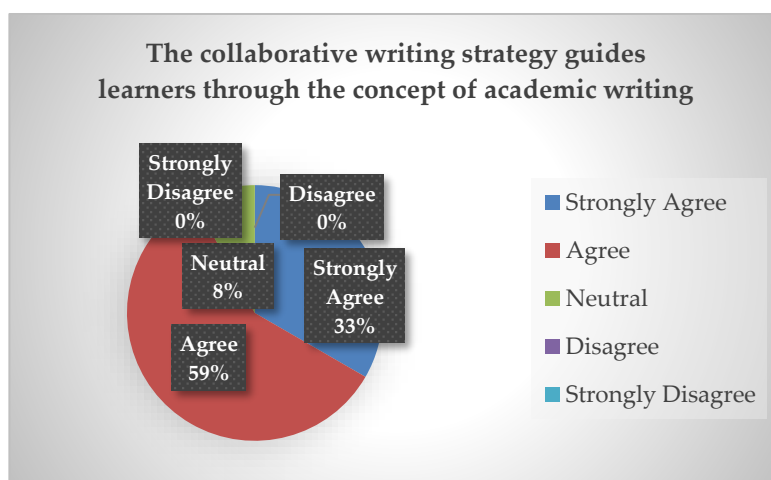 The collaborative writing strategy guides
learners through the concept of academic writing
Strongly
Disagree
0%
Disagree
0%
Neutral
8%
Strongly
Agree
33%
Agree
59%
Strongly Agree
Agree
Neutral
Disagree
Strongly Disagree